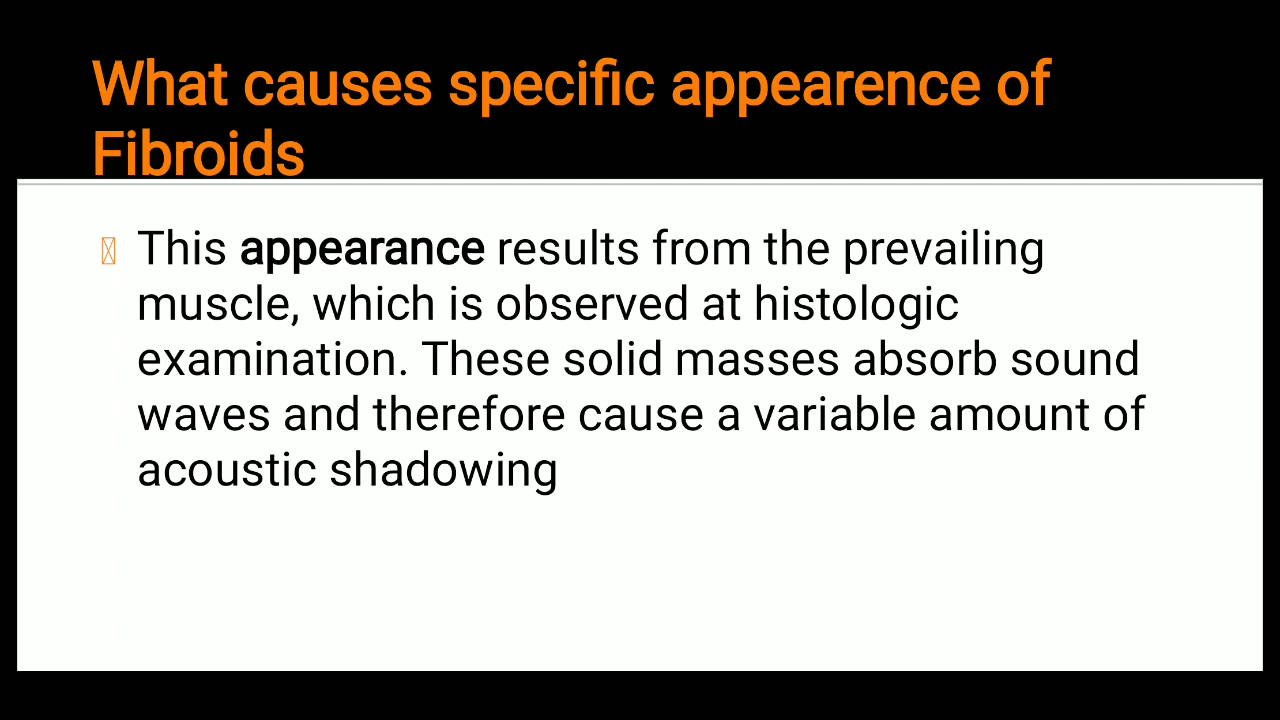 What causes specific appearence of
Fibroids
This appearance results from the prevailing
muscle, which is observed at histologic
examination. These solid masses absorb sound
waves and therefore cause a variable amount of
acoustic shadowing